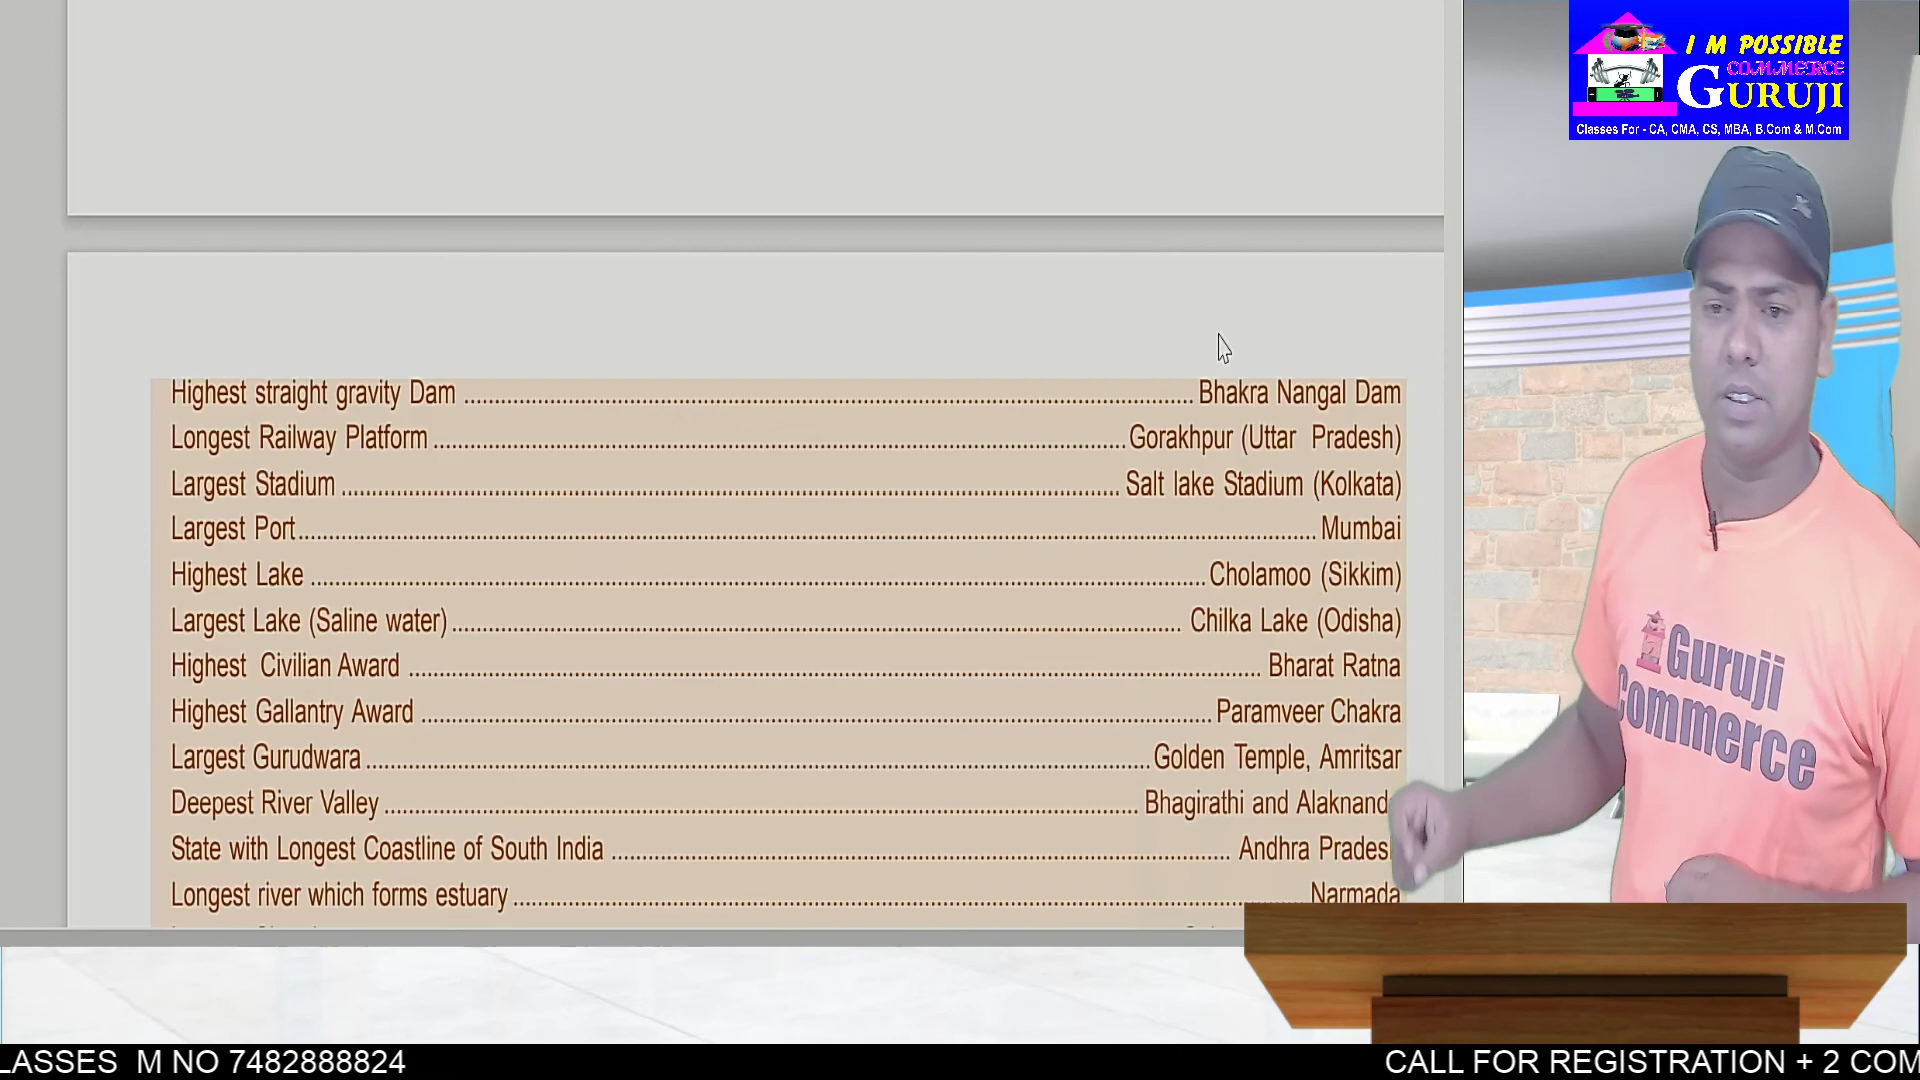 I M POSSIBLE
COMMERCE
GURUJI
Classes For - CA, CMA, CS, MBA, B.Com & M.Com
Highest straight gravity Dam ........ Bhakra Nangal Dam
Longest Railway Platform ........ Gorakhpur (Uttar Pradesh)
Largest Stadium ........ Salt lake Stadium (Kolkata)
Largest Port ........ Mumbai
Highest Lake ........ Cholamoo (Sikkim)
Largest Lake (Saline water) ........ Chilka Lake (Odisha)
Highest Civilian Award ........ Bharat Ratna
Highest Gallantry Award ........ Paramveer Chakra
Largest Gurudwara ........ Golden Temple, Amritsar
Deepest River Valley ........ Bhagirathi and Alaknand
State with Longest Coastline of South India ........ Andhra Prades
Longest river which forms estuary ........ Narmada
Guruji
Commerce
LASSES M NO 7482888824
CALL FOR REGISTRATION + 2 COM